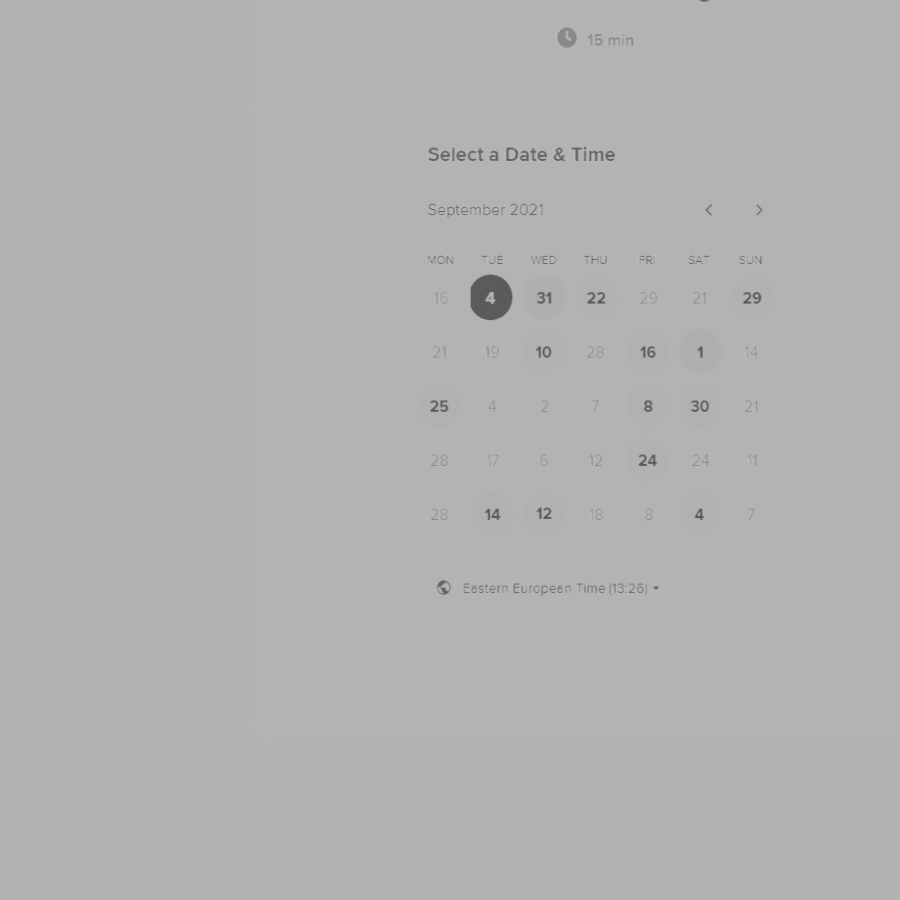 15 min
Select a Date & Time
September 2021
MON TUE WED THU FRI SAT SUN
16 4 31 22 29 21 29
21 19 10 28 16 1 14
25 4 2 7 8 30 21
28 17 6 12 24 24 11
28 14 12 18 8 4 7
Eastern European Time (13:26)